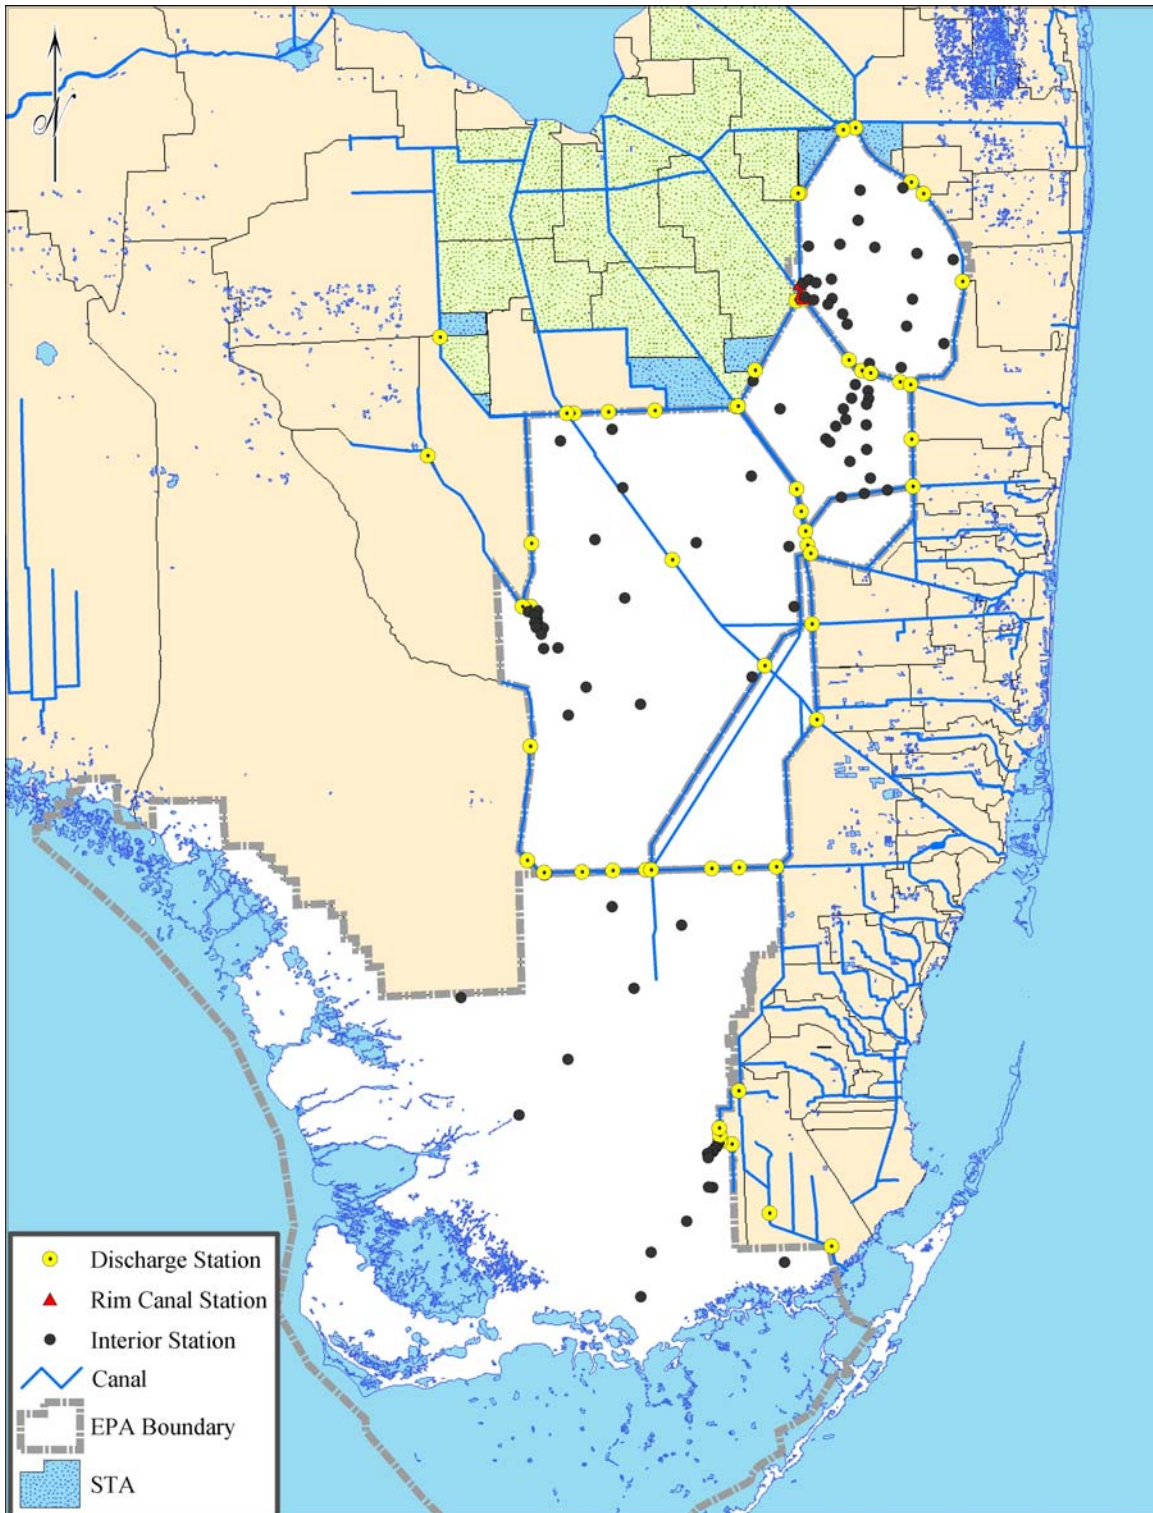 N
Discharge Station
Rim Canal Station
Interior Station
Canal
EPA Boundary
STA